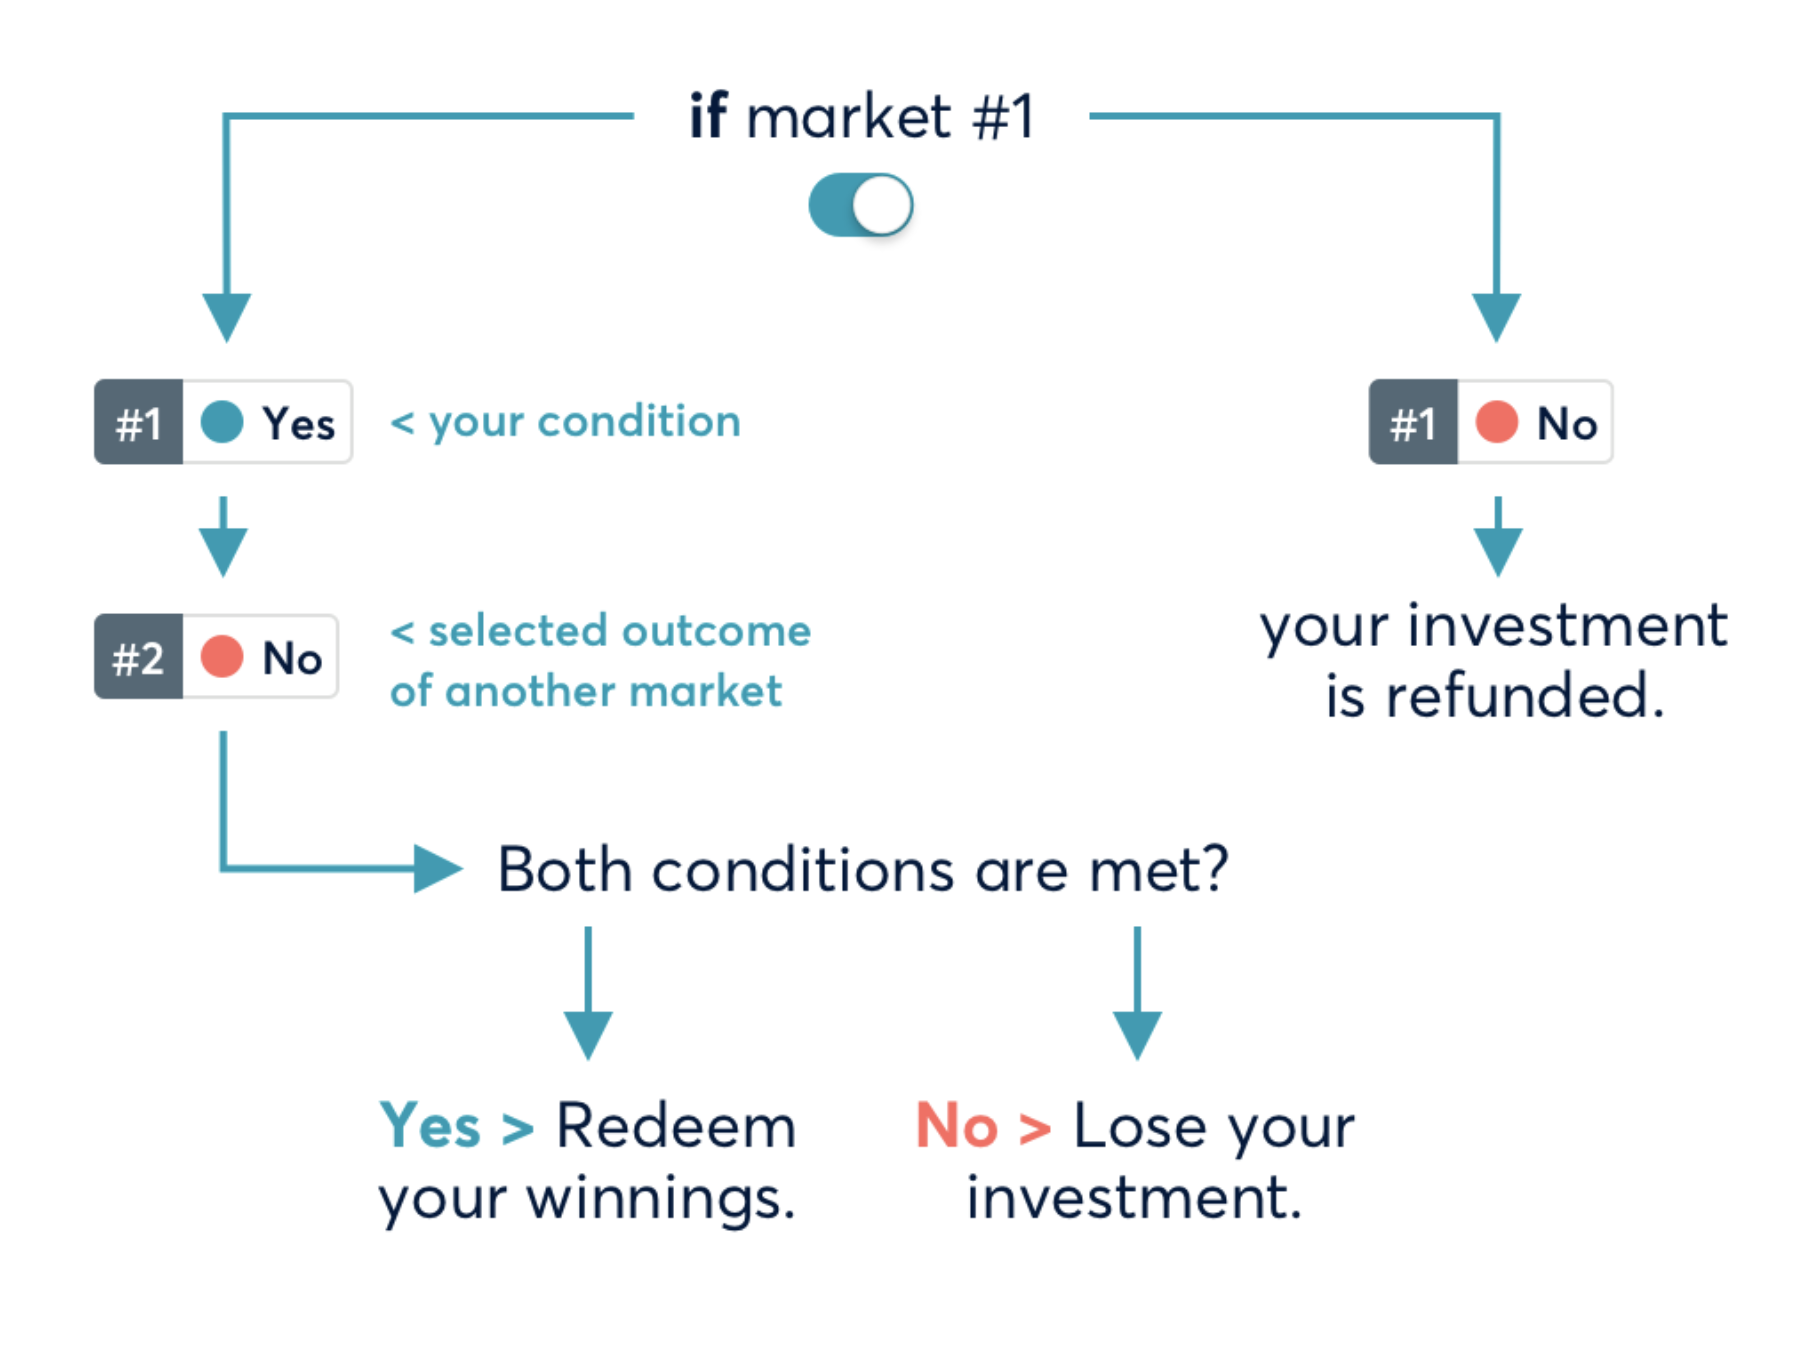 if market #1
#1 Yes < your condition
#1 No
#2 No < selected outcome
of another market
your investment
is refunded.
Both conditions are met?
Yes > Redeem
your winnings.
No > Lose your
investment.